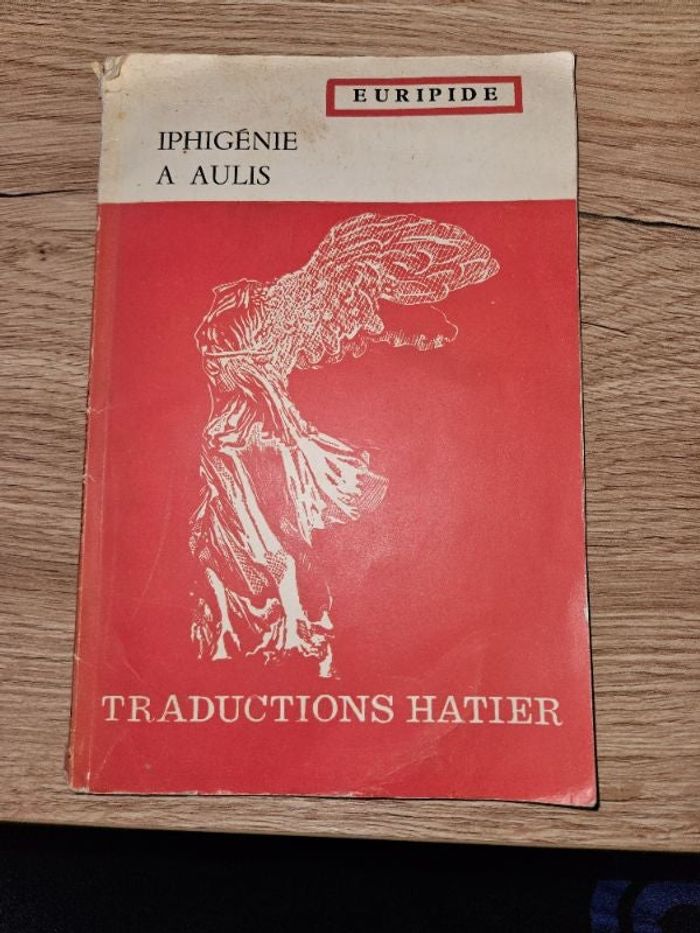 EURIPIDE
IPHIGÉNIE
A AULIS
TRADUCTIONS HATIER